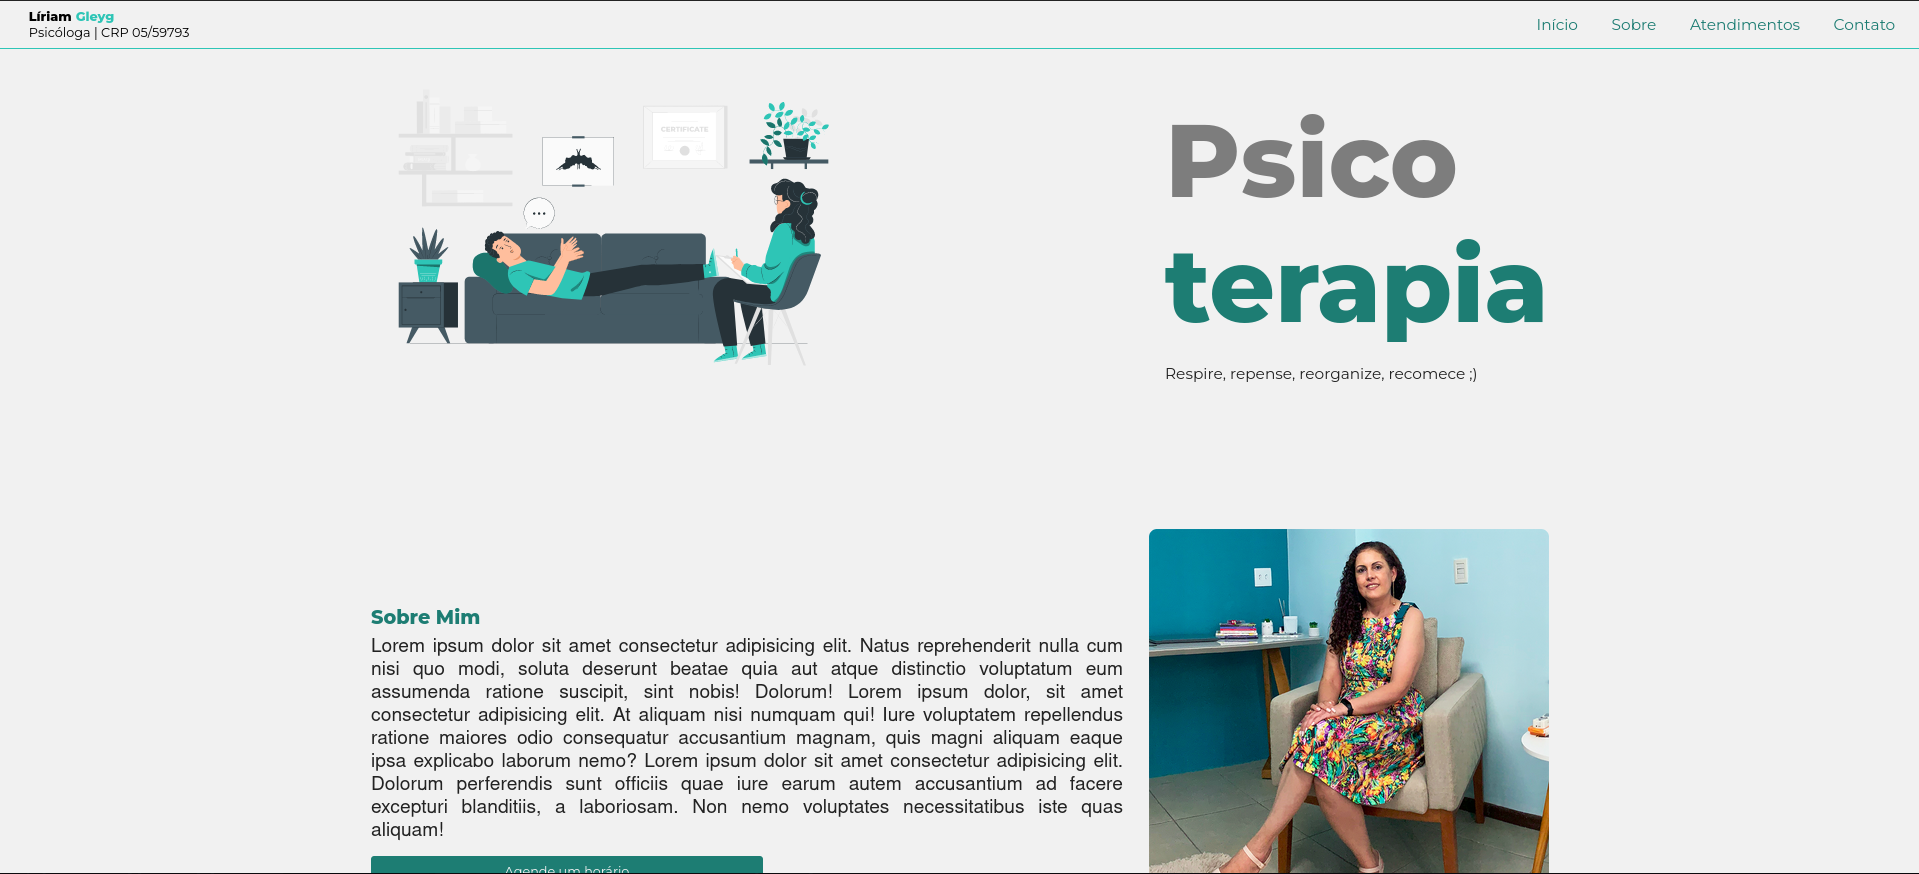 Líriam Gleyg
Psicóloga | CRP 05/59793
Início Sobre Atendimentos Contato
CERTIFICATE
Psico
terapia
Respire, repense, reorganize, recomece ;)
Sobre Mim
Lorem ipsum dolor sit amet consectetur adipisicing elit. Natus reprehenderit nulla cum
nisi quo modi, soluta deserunt beatae quia aut atque distinctio voluptatum eum
assumenda ratione suscipit, sint nobis! Dolorum! Lorem ipsum dolor, sit amet
consectetur adipisicing elit. At aliquam nisi numquam qui! Iure voluptatem repellendus
ratione maiores odio consequatur accusantium magnam, quis magni aliquam eaque
ipsa explicabo laborum nemo? Lorem ipsum dolor sit amet consectetur adipisicing elit.
Dolorum perferendis sunt officiis quae iure earum autem accusantium ad facere
excepturi blanditiis, a laboriosam. Non nemo voluptates necessitatibus iste quas
aliquam!
Agende um horário